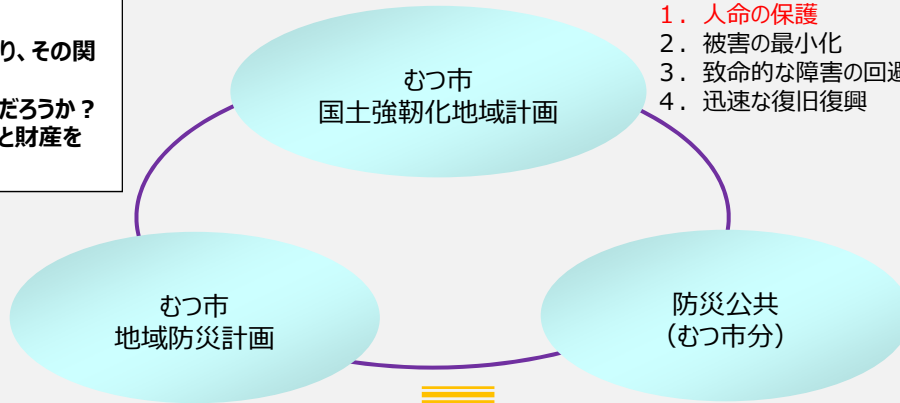 り、その関
だろうか？
と財産を
1．人命の保護
2．被害の最小化
3．致命的な障害の回避
4．迅速な復旧復興
むつ市
国土強靭化地域計画
むつ市
地域防災計画
防災公共
（むつ市分）